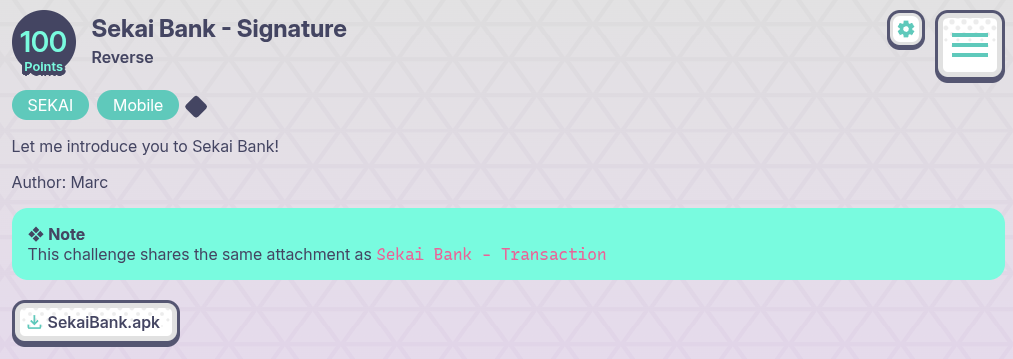 100
Points
Sekai Bank - Signature
Reverse
SEKAI Mobile
Let me introduce you to Sekai Bank!
Author: Marc
❖ Note
This challenge shares the same attachment as Sekai Bank - Transaction
SekaiBank.apk